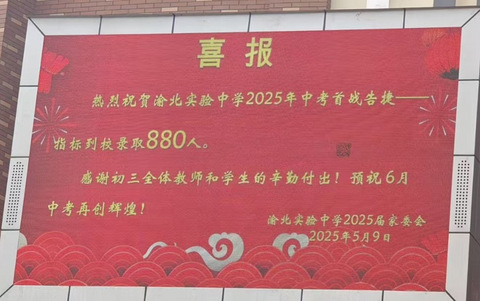 喜报
热烈祝贺渝北实验中学2025年中考首战告捷——
指标到校录取880人。
感谢初三全体教师和学生的辛勤付出！预祝6月
中考再创辉煌！
渝北实验中学2025届家委会
2025年5月9日